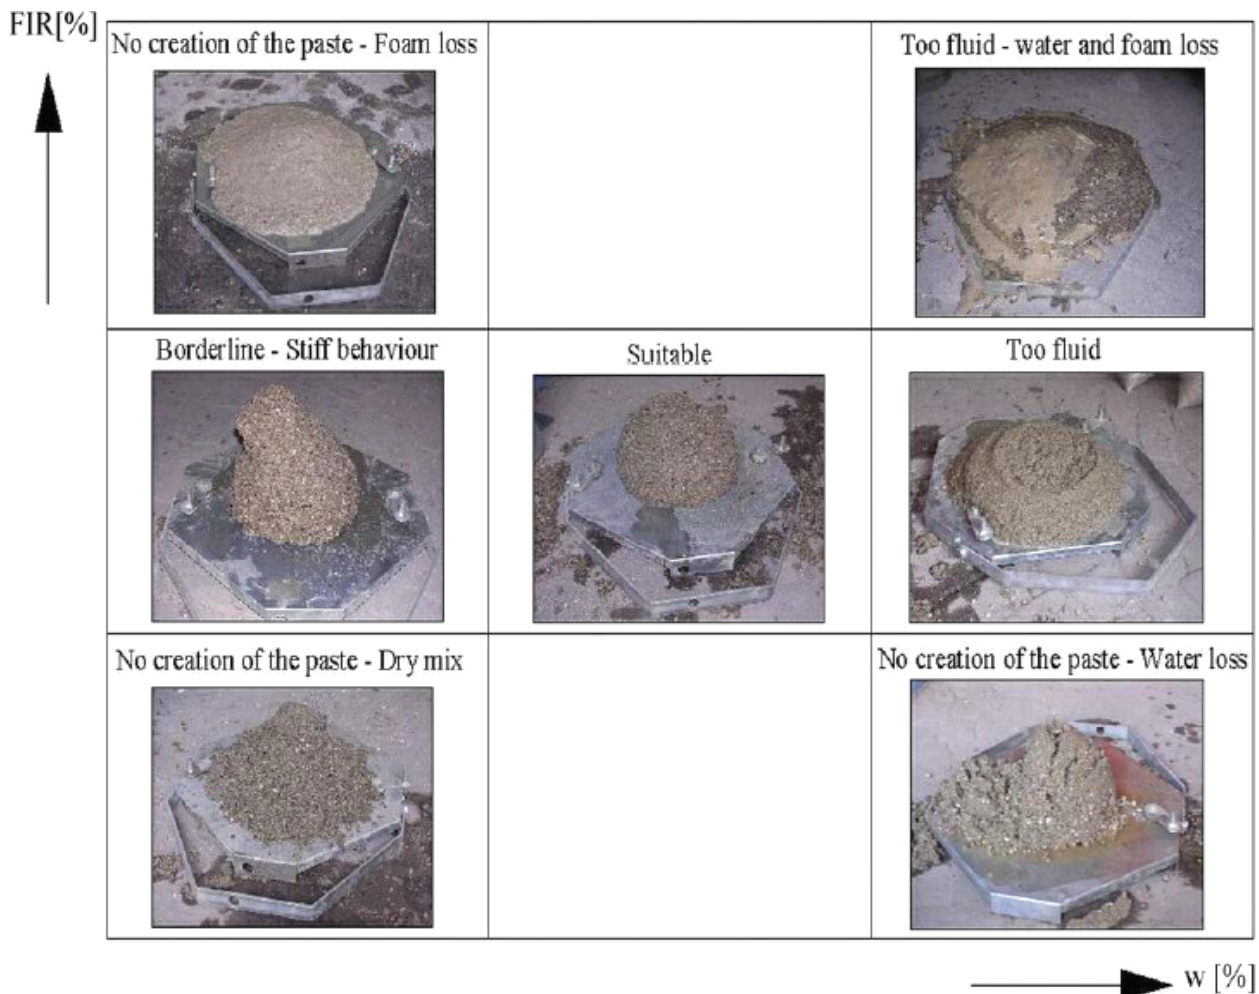 FIR[%]
No creation of the paste - Foam loss
Too fluid - water and foam loss
Borderline - Stiff behaviour
Suitable
Too fluid
No creation of the paste - Dry mix
No creation of the paste - Water loss
w [%]